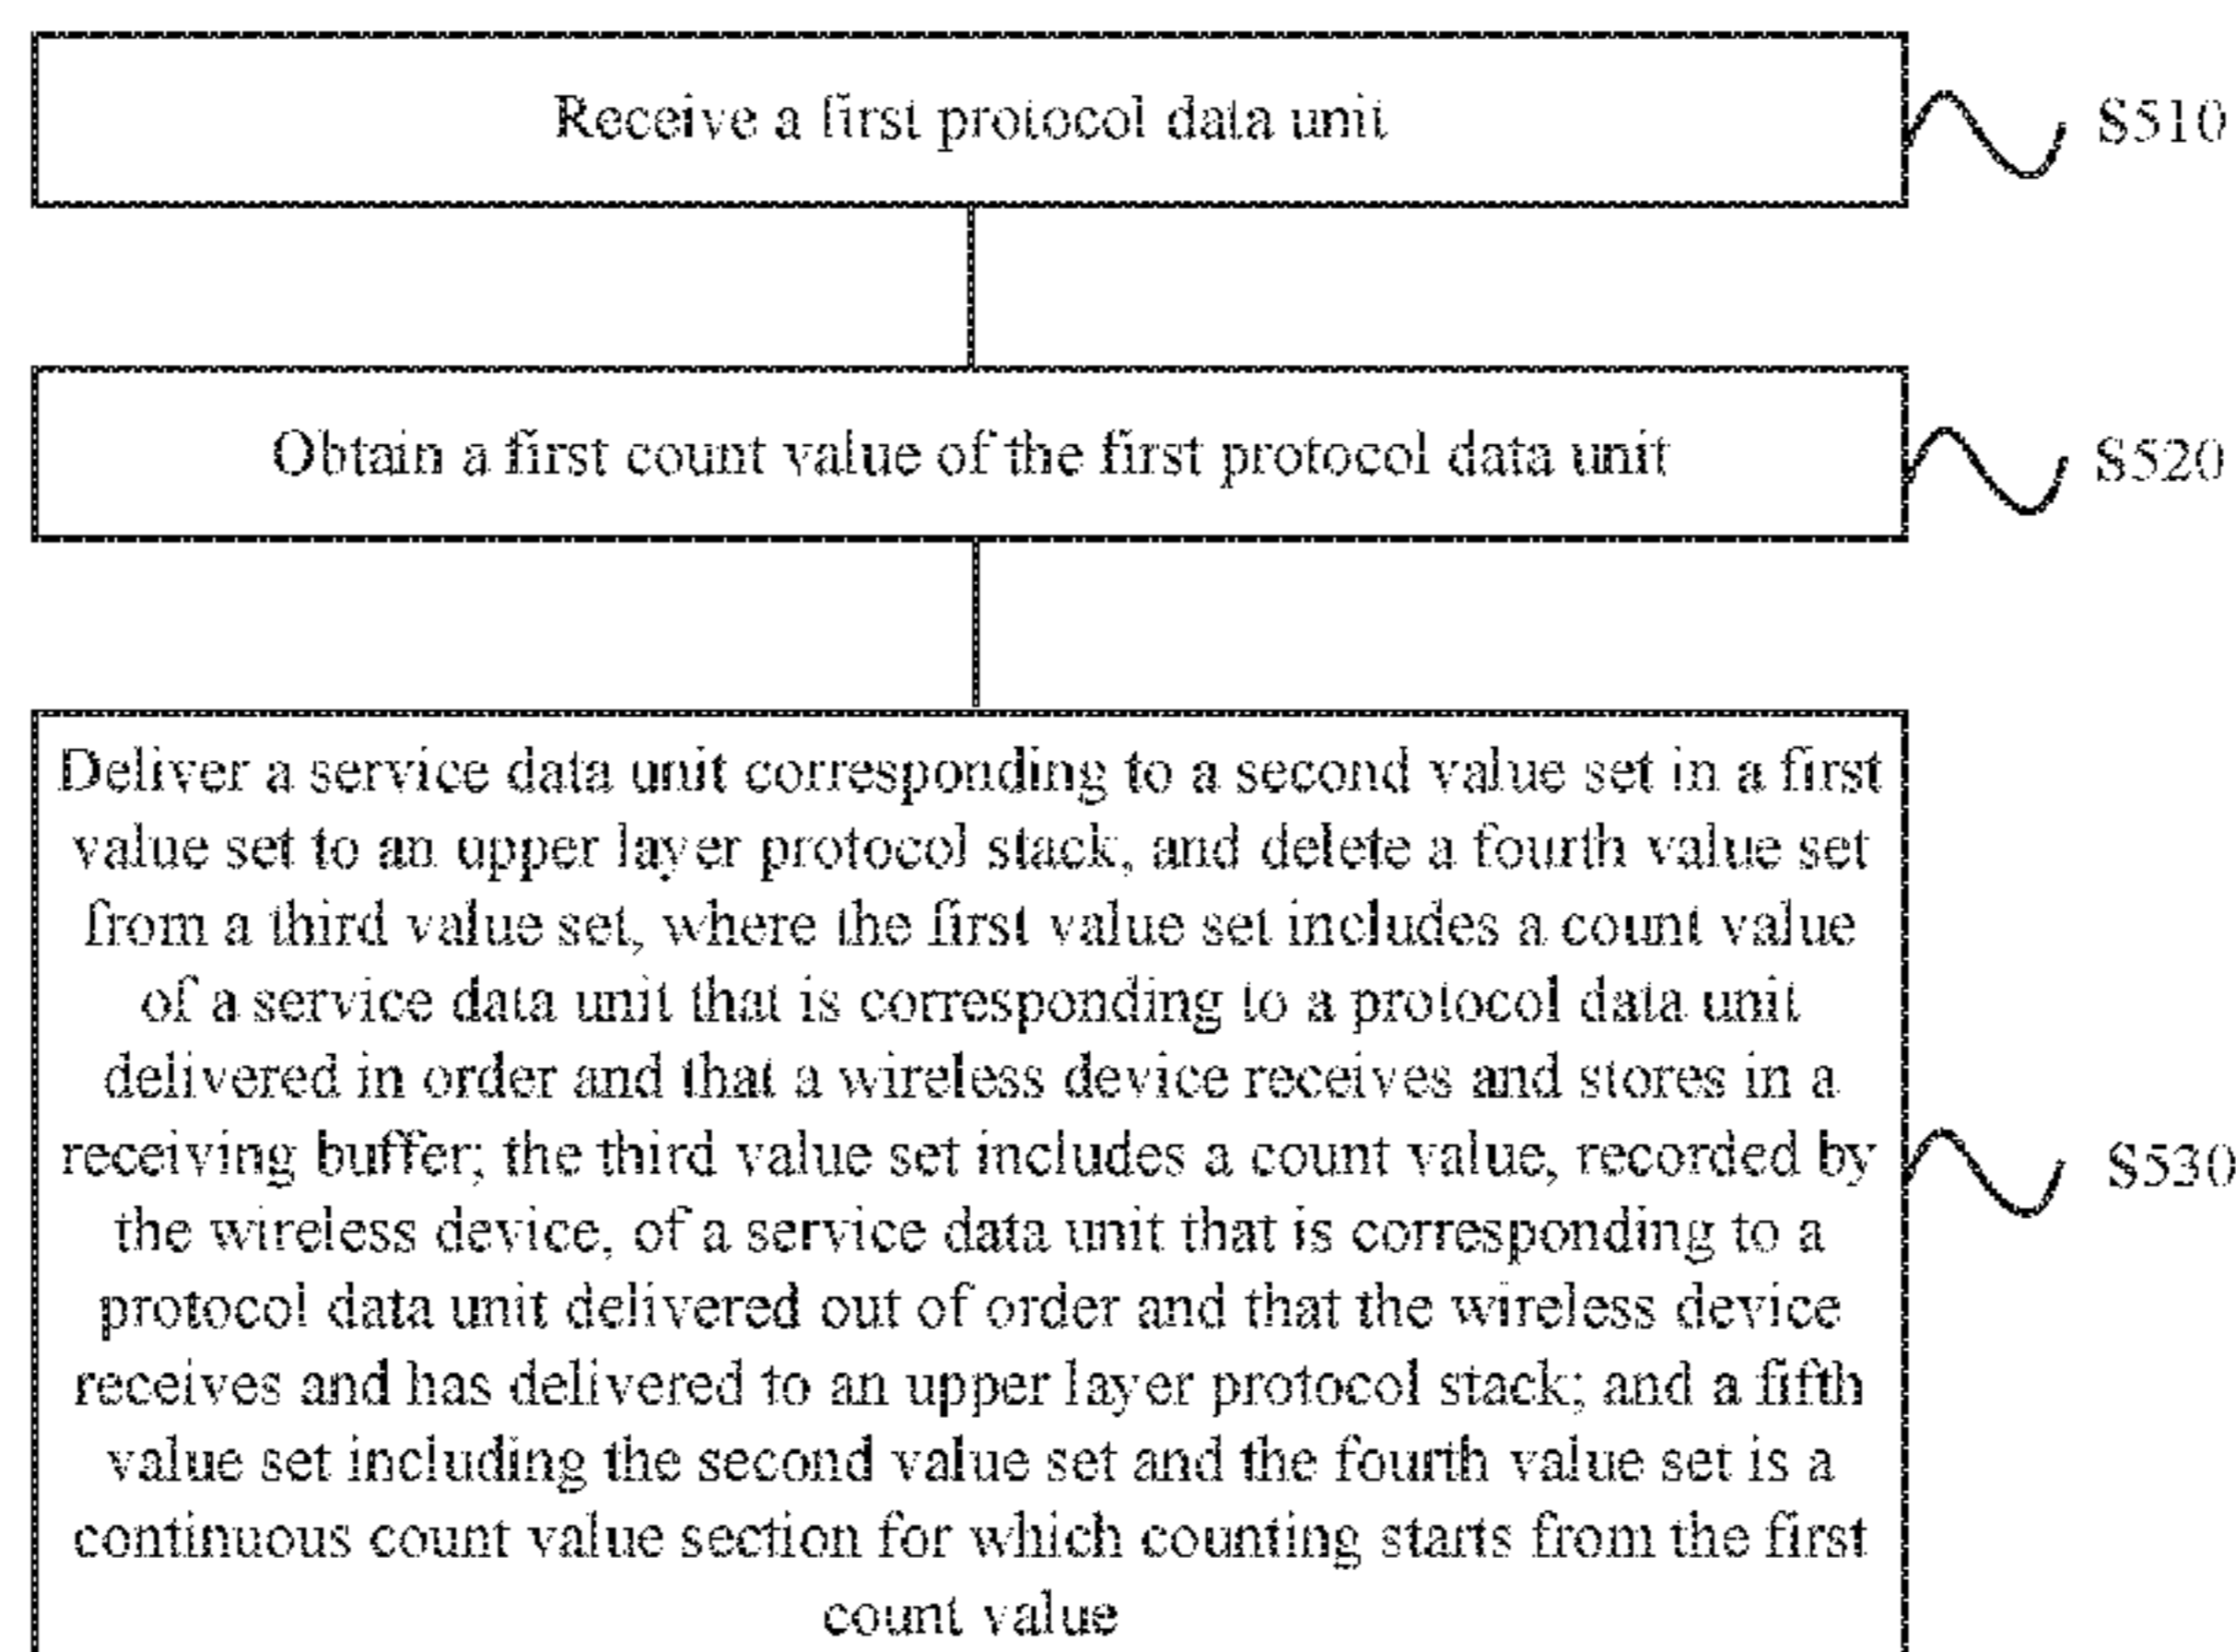 Receive a first protocol data unit
S510
Obtain a first count value of the first protocol data unit
S520
Deliver a service data unit corresponding to a second value set in a first
value set to an upper layer protocol stack, and delete a fourth value set
from a third value set, where the first value set includes a count value
of a service data unit that is corresponding to a protocol data unit
delivered in order and that a wireless device receives and stores in a
receiving buffer; the third value set includes a count value, recorded by
the wireless device, of a service data unit that is corresponding to a
protocol data unit delivered out of order and that the wireless device
receives and has delivered to an upper layer protocol stack; and a fifth
value set including the second value set and the fourth value set is a
continuous count value section for which counting starts from the first
count value
S530